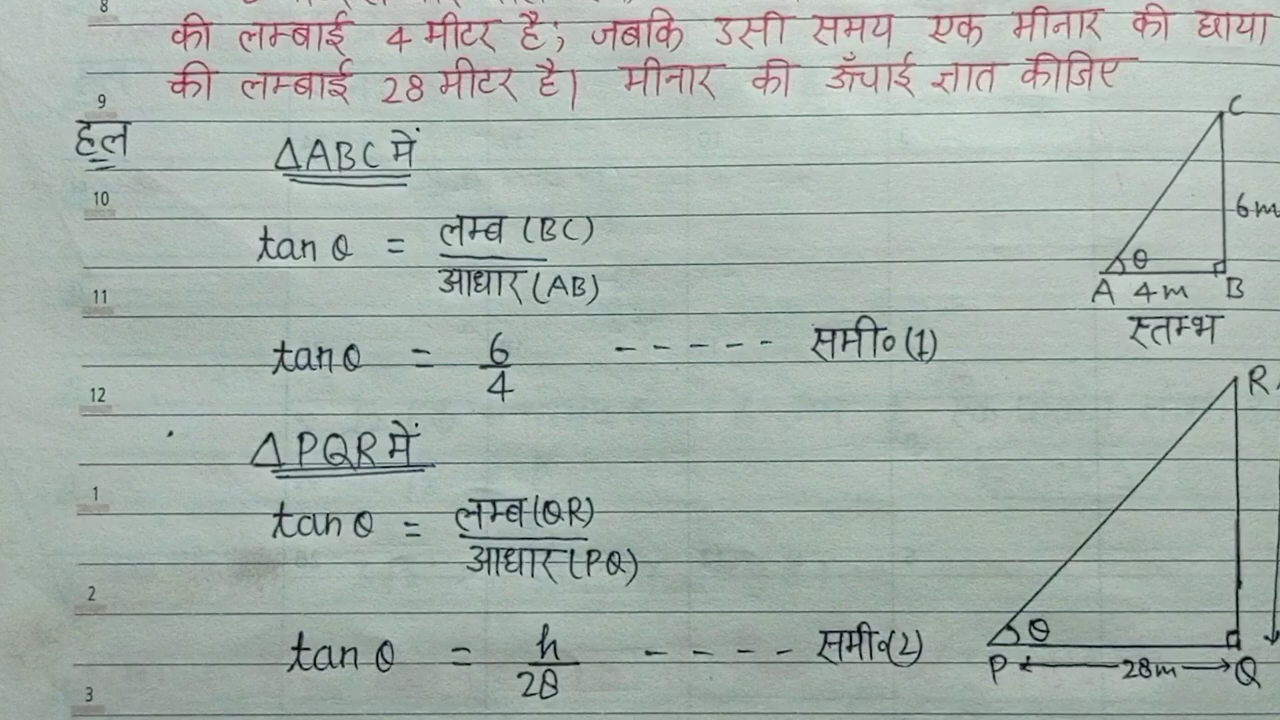 8
की लम्बाई 4 मीटर है; जबकि उसी समय एक मीनार की छाया
की लम्बाई 28 मीटर है। मीनार की ऊँचाई ज्ञात कीजिए
9
हल
ΔABC में
10
tan θ = लम्ब (BC)
आधार (AB)
11
tan θ = 6
4
----- समी० (1)
12
ΔPQR में
1
tan θ = लम्ब (QR)
आधार (PQ)
2
tan θ = h
28
---- समी० (2)
3
C
6m
θ
A 4m B
स्तम्भ
R
θ
P 28m Q